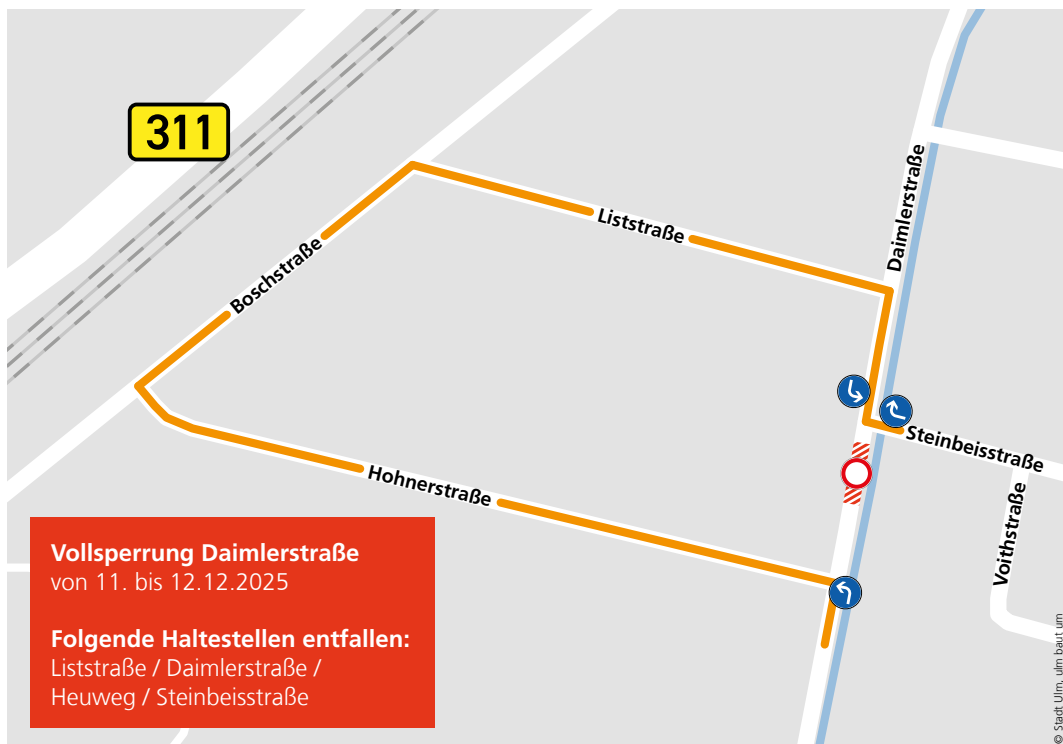 311
Daimlerstraße
Liststraße
Boschstraße
Steinbeisstraße
Hohnerstraße
Voithstraße
Vollsperrung Daimlerstraße
von 11. bis 12.12.2025
Folgende Haltestellen entfallen:
Liststraße / Daimlerstraße /
Heuweg / Steinbeisstraße
© Stadt Ulm, ulm baut um